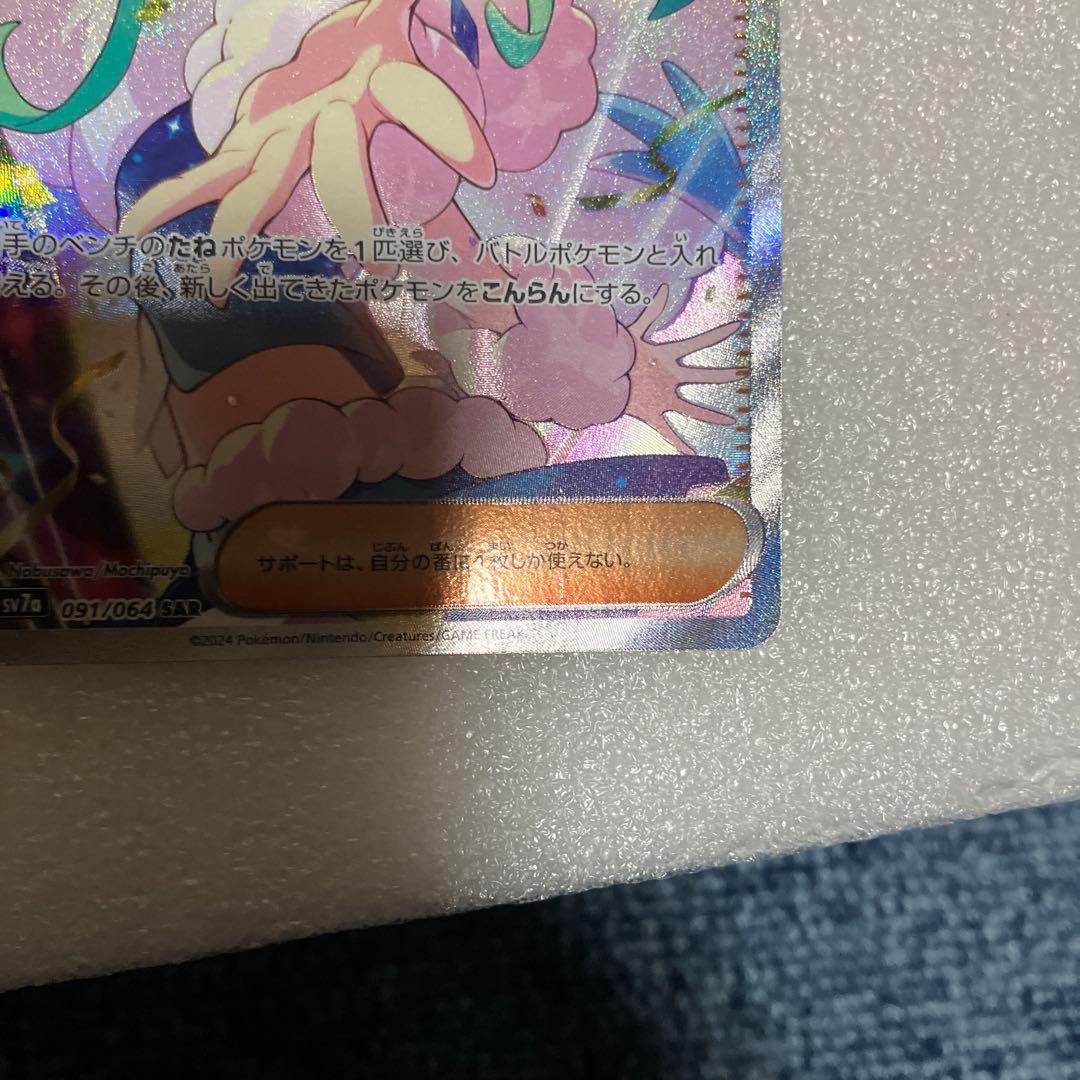 手のベンチのたねポケモンを1匹選び、バトルポケモンと入れ
える。その後、新しく出てきたポケモンをこんらんにする。
サポートは、自分の番に1枚しか使えない。
Nabusawa/Mochipuyo
sv7a 091/064 SAR
©2024 Pokémon/Nintendo/Creatures/GAME FREAK.